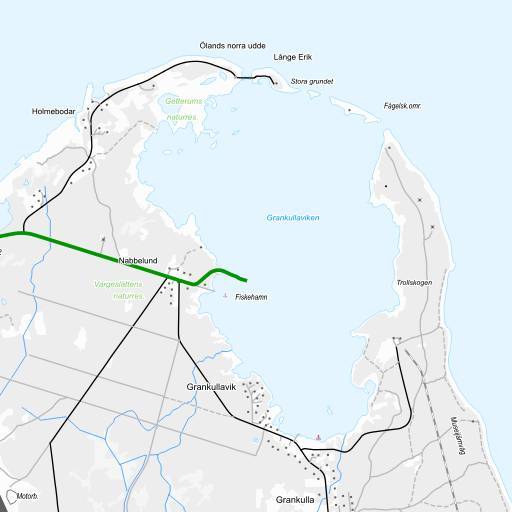 Ölands norra udde
Långe Erik
Stora grundet
Getterums
naturres.
Fågelsk.omr.
Holmebodar
Grankullaviken
Nabbelund
Vargeslättens
naturres.
Fiskehamn
Trollskogen
Grankullavik
Museijärnväg
Grankulla
Motorb.